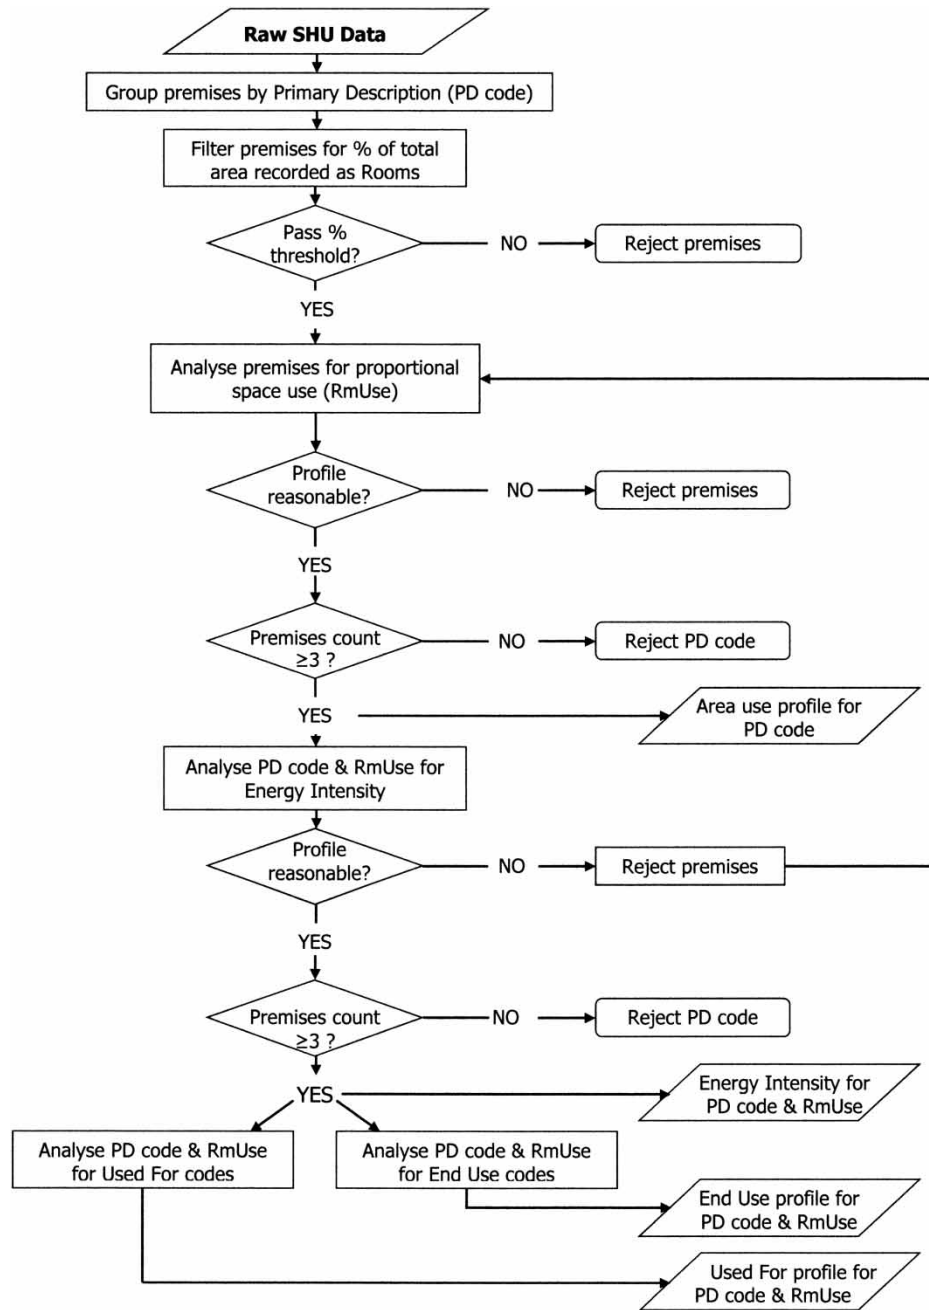 Raw SHU Data
Group premises by Primary Description (PD code)
Filter premises for % of total
area recorded as Rooms
Pass %
threshold?
NO
Reject premises
YES
Analyse premises for proportional
space use (RmUse)
Profile
reasonable?
NO
Reject premises
YES
Premises count
≥3 ?
NO
Reject PD code
YES
Area use profile for
PD code
Analyse PD code & RmUse for
Energy Intensity
Profile
reasonable?
NO
Reject premises
YES
Premises count
≥3 ?
NO
Reject PD code
YES
Energy Intensity for
PD code & RmUse
Analyse PD code & RmUse
for Used For codes
Analyse PD code & RmUse
for End Use codes
End Use profile for
PD code & RmUse
Used For profile for
PD code & RmUse